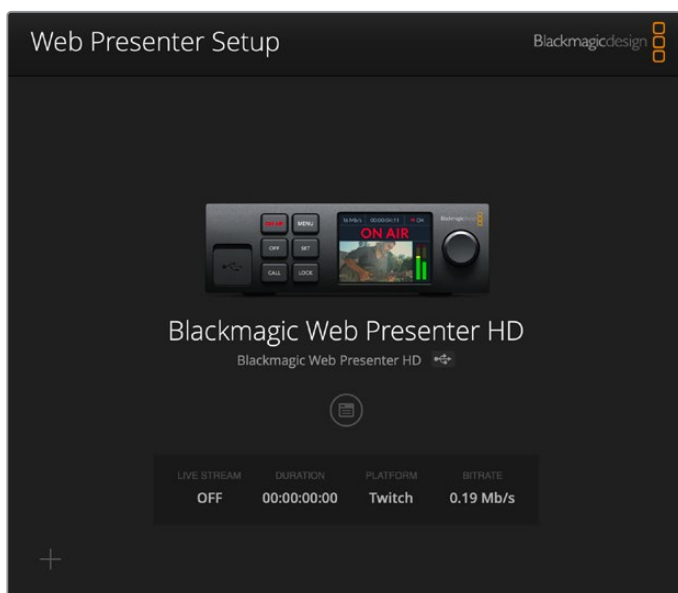 Web Presenter Setup
Blackmagicdesign
ON AIR
MENU
OFF
SET
CALL
LOCK
ON AIR
Blackmagic Web Presenter HD
Blackmagic Web Presenter HD
LIVE STREAM DURATION PLATFORM BITRATE
OFF 00:00:00:00 Twitch 0.19 Mb/s